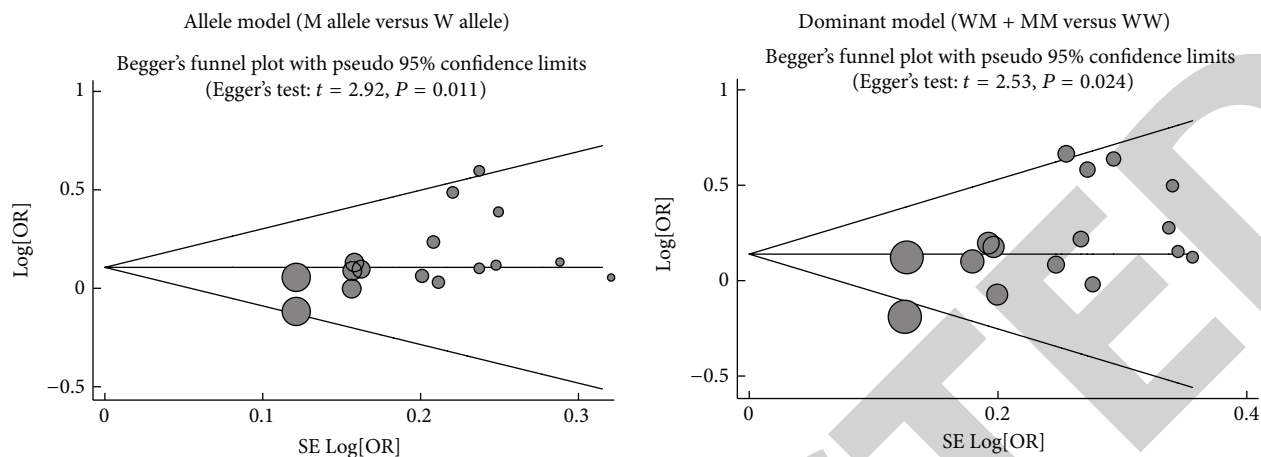 Allele model (M allele versus W allele)
Begger's funnel plot with pseudo 95% confidence limits
(Egger's test: t = 2.92, P = 0.011)
1
0.5
0
−0.5
Log[OR]
0 0.1 0.2 0.3
SE Log[OR]
Dominant model (WM + MM versus WW)
Begger's funnel plot with pseudo 95% confidence limits
(Egger's test: t = 2.53, P = 0.024)
1
0.5
0
−0.5
Log[OR]
0 0.2 0.4
SE Log[OR]